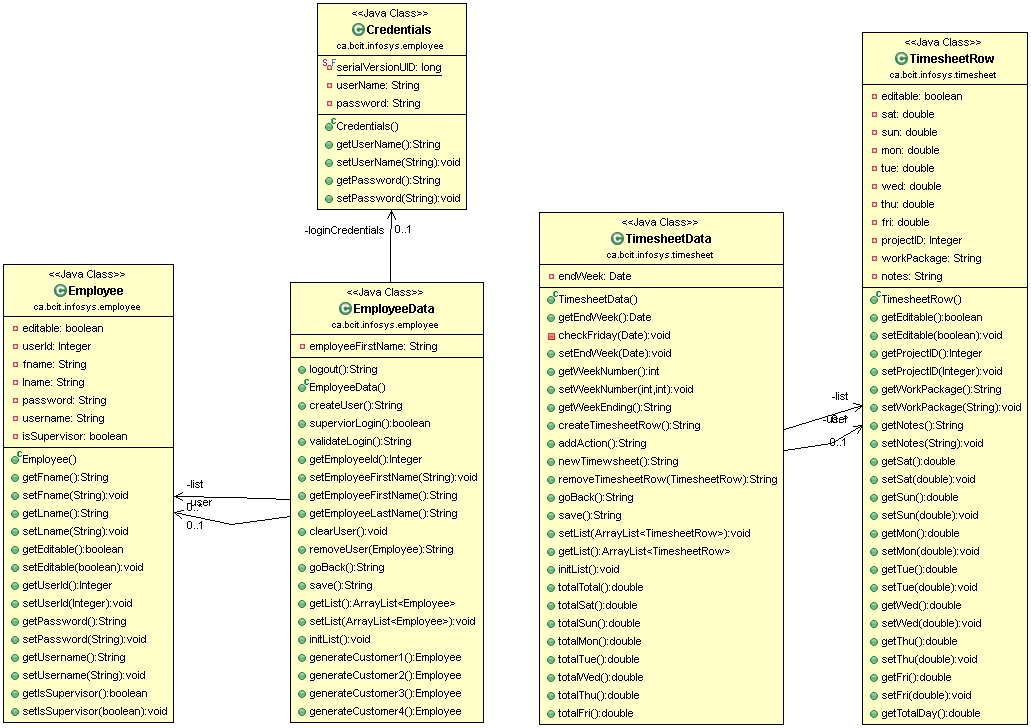 <<Java Class>>
Credentials
ca.bcit.infosys.employee
serialVersionUID: long
userName: String
password: String
Credentials()
getUserName():String
setUserName(String):void
getPassword():String
setPassword(String):void
-loginCredentials
0..1
<<Java Class>>
Employee
ca.bcit.infosys.employee
editable: boolean
userId: Integer
fname: String
lname: String
password: String
username: String
isSupervisor: boolean
Employee()
getFname():String
setFname(String):void
getLname():String
setLname(String):void
getEditable():boolean
setEditable(boolean):void
getUserId():Integer
setUserId(Integer):void
getPassword():String
setPassword(String):void
getUsername():String
setUsername(String):void
getIsSupervisor():boolean
setIsSupervisor(boolean):void
-list
0..*
-user
0..1
<<Java Class>>
EmployeeData
ca.bcit.infosys.employee
employeeFirstName: String
logout():String
EmployeeData()
createUser():String
superviorLogin():boolean
validateLogin():String
getEmployeeId():Integer
setEmployeeFirstName(String):void
getEmployeeFirstName():String
getEmployeeLastName():String
clearUser():void
removeUser(Employee):String
goBack():String
save():String
getList():ArrayList<Employee>
setList(ArrayList<Employee>):void
initList():void
generateCustomer1():Employee
generateCustomer2():Employee
generateCustomer3():Employee
generateCustomer4():Employee
<<Java Class>>
TimesheetData
ca.bcit.infosys.timesheet
endWeek: Date
TimesheetData()
getEndWeek():Date
checkFriday(Date):void
setEndWeek(Date):void
getWeekNumber():int
setWeekNumber(int,int):void
getWeekEnding():String
createTimesheetRow():String
addAction():String
newTimewsheet():String
removeTimesheetRow(TimesheetRow):String
goBack():String
save():String
setList(ArrayList<TimesheetRow>):void
getList():ArrayList<TimesheetRow>
initList():void
totalTotal():double
totalSat():double
totalSun():double
totalMon():double
totalTue():double
totalWed():double
totalThu():double
totalFri():double
-list
0..1
<<Java Class>>
TimesheetRow
ca.bcit.infosys.timesheet
editable: boolean
sat: double
sun: double
mon: double
tue: double
wed: double
thu: double
fri: double
projectID: Integer
workPackage: String
notes: String
TimesheetRow()
getEditable():boolean
setEditable(boolean):void
getProjectID():Integer
setProjectID(Integer):void
getWorkPackage():String
setWorkPackage(String):void
getNotes():String
setNotes(String):void
getSat():double
setSat(double):void
getSun():double
setSun(double):void
getMon():double
setMon(double):void
getTue():double
setTue(double):void
getWed():double
setWed(double):void
getThu():double
setThu(double):void
getFri():double
setFri(double):void
getTotalDay():double